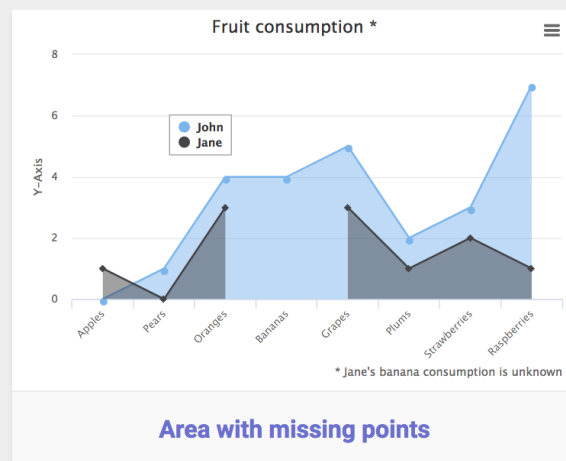 Fruit consumption *
8
6
4
2
0
Y-Axis
John
Jane
Apples
Pears
Oranges
Bananas
Grapes
Plums
Strawberries
Raspberries
* Jane's banana consumption is unknown
Area with missing points